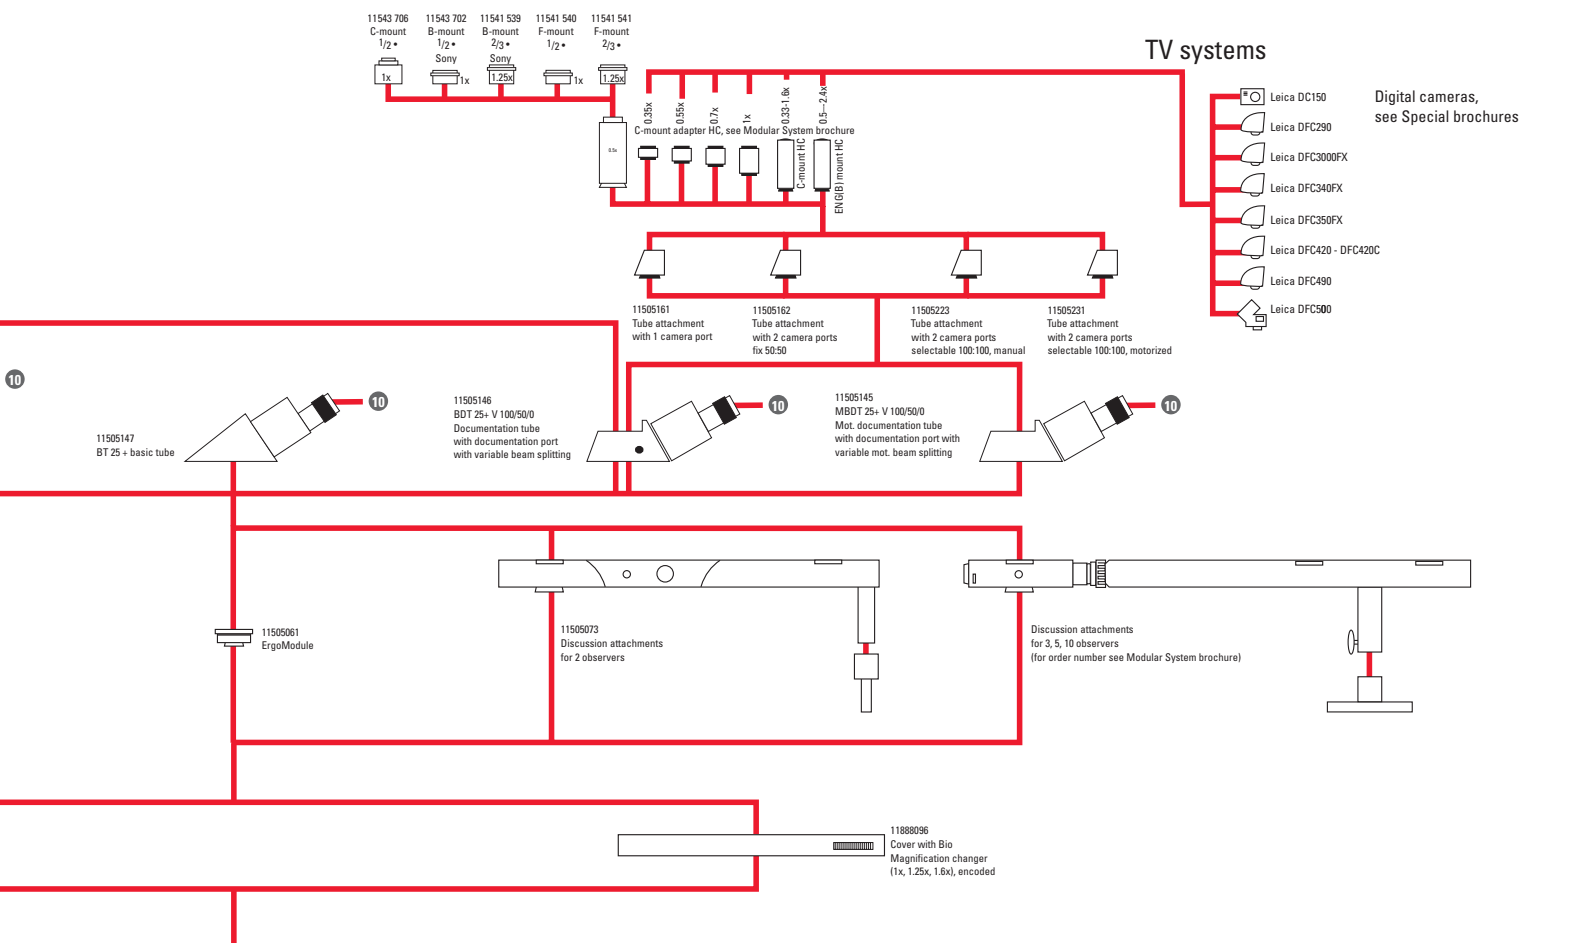 11543 706
C-mount
1/2 •
1x
11543 702
B-mount
1/2 •
Sony
1x
11541 539
B-mount
2/3 •
Sony
1.25x
11541 540
F-mount
1/2 •
1x
11541 541
F-mount
2/3 •
1.25x
TV systems
0.5x
0.35x
0.55x
0.7x
1x
0.33-1.6x
0.5—2.4x
C-mount adapter HC, see Modular System brochure
C-mount HC
ENG(B) mount HC
Leica DC150
Leica DFC290
Leica DFC3000FX
Leica DFC340FX
Leica DFC350FX
Leica DFC420 - DFC420C
Leica DFC490
Leica DFC500
Digital cameras,
see Special brochures
11505161
Tube attachment
with 1 camera port
11505162
Tube attachment
with 2 camera ports
fix 50:50
11505223
Tube attachment
with 2 camera ports
selectable 100:100, manual
11505231
Tube attachment
with 2 camera ports
selectable 100:100, motorized
10
11505147
BT 25 + basic tube
10
11505146
BDT 25+ V 100/50/0
Documentation tube
with documentation port
with variable beam splitting
10
11505145
MBDT 25+ V 100/50/0
Mot. documentation tube
with documentation port with
variable mot. beam splitting
10
11505061
ErgoModule
11505073
Discussion attachments
for 2 observers
Discussion attachments
for 3, 5, 10 observers
(for order number see Modular System brochure)
11888096
Cover with Bio
Magnification changer
(1x, 1.25x, 1.6x), encoded